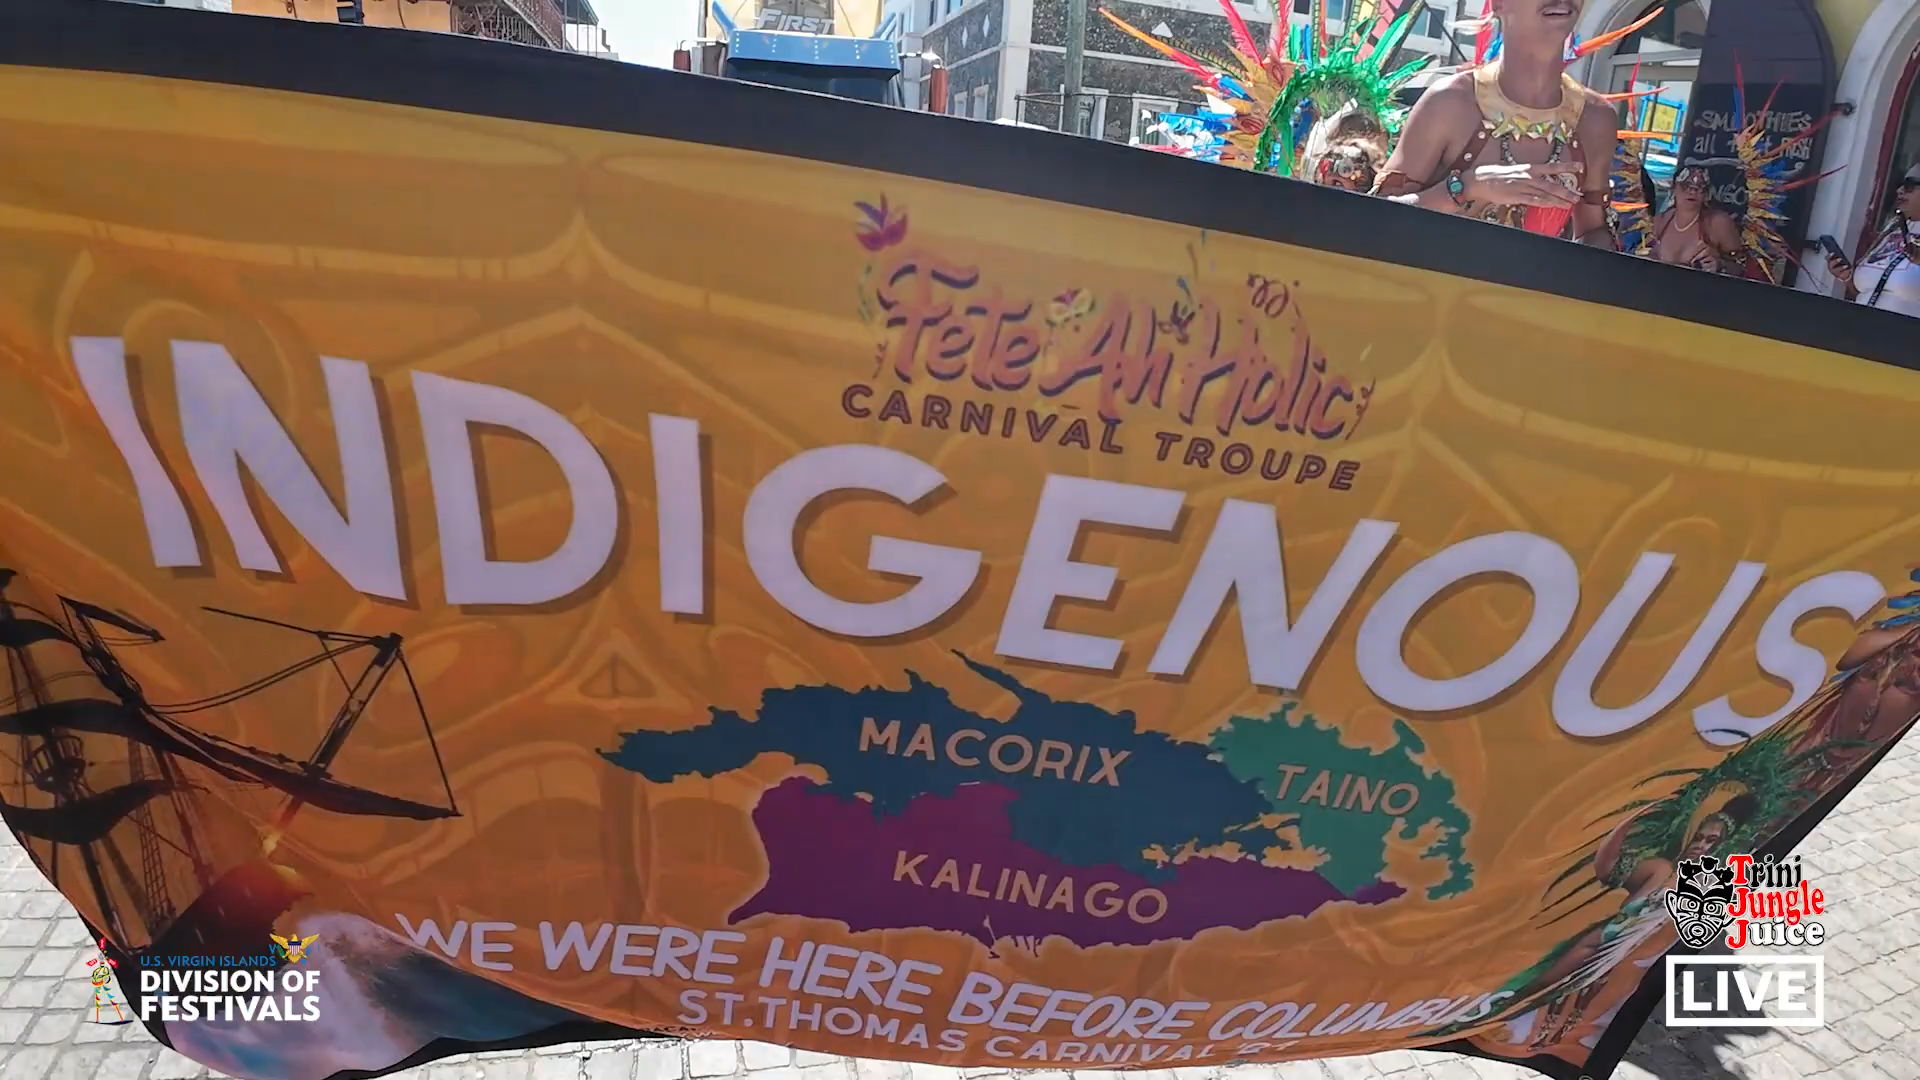 FIRST
SMOOTHIES
all
Fete Ah Holic
CARNIVAL TROUPE
INDIGENOUS
MACORIX
TAINO
KALINAGO
WE WERE HERE BEFORE COLUMBUS
ST.THOMAS CARNIVAL
U.S. VIRGIN ISLANDS
DIVISION OF
FESTIVALS
Trini
Jungle
Juice
LIVE